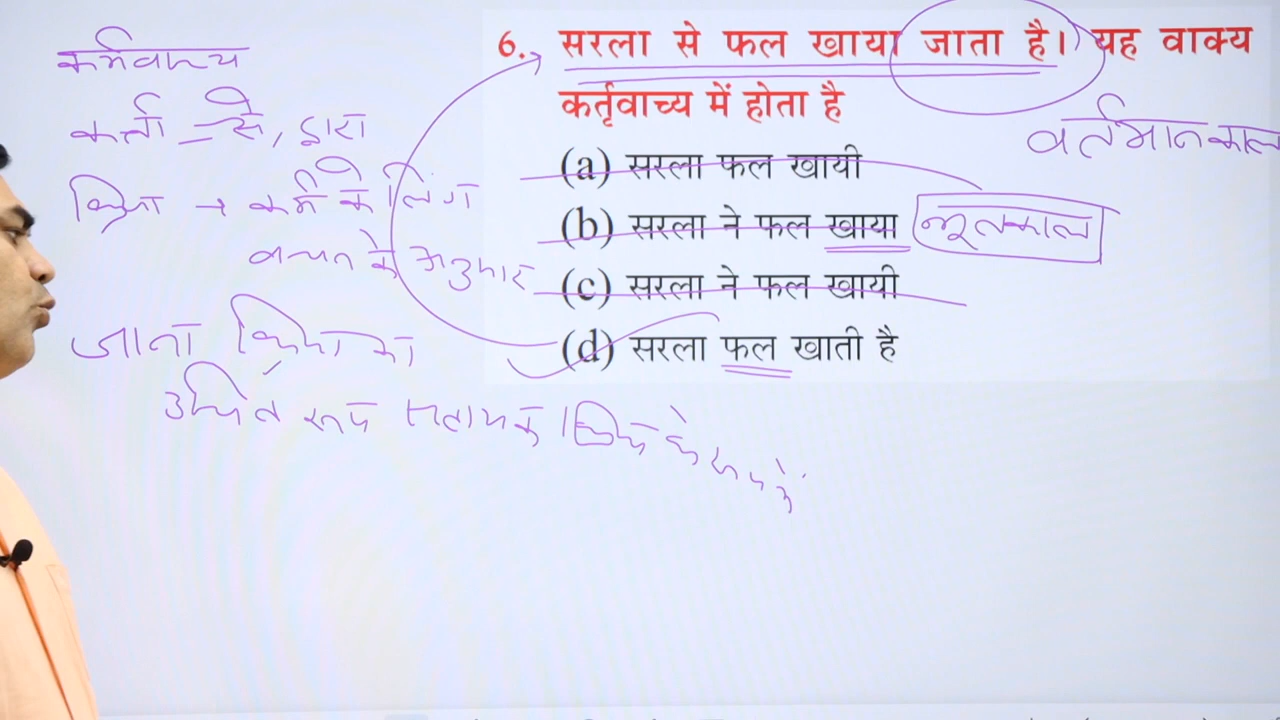 कर्मवाच्य
कर्त्ता = से, द्वारा
क्रिया → कर्म के लिंग
वचन के अनुसार
जाना क्रिया का
उचित रूप सहायक क्रिया के रूप में
6. सरला से फल खाया जाता है। यह वाक्य
कर्तृवाच्य में होता है
वर्तमानकाल
(a) सरला फल खायी
(b) सरला ने फल खाया भूतकाल
(c) सरला ने फल खायी
(d) सरला फल खाती है